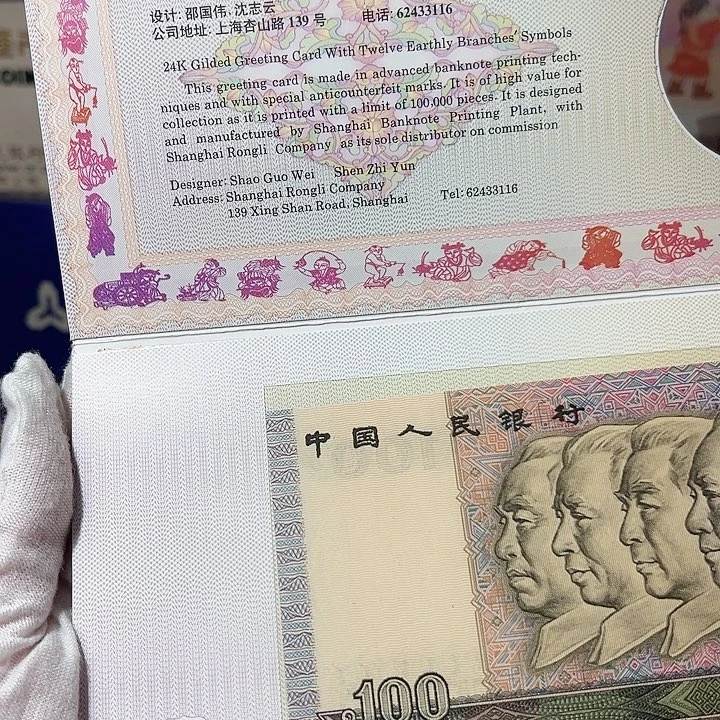 设计: 邵国伟、沈志云 电话: 62433116
公司地址: 上海杏山路 139 号
24K Gilded Greeting Card With Twelve Earthly Branches' Symbols
This greeting card is made in advanced banknote printing tech-
niques and with special anticounterfeit marks. It is of high value for
collection as it is printed with a limit of 100.000 pieces. It is designed
and manufactured by Shanghai Banknote Printing Plant, with
Shanghai Rongli Company as its sole distributor on commission
Designer: Shao Guo Wei Shen Zhi Yun
Address: Shanghai Rongli Company
139 Xing Shan Road, Shanghai Tel: 62433116
中国人民银行
100